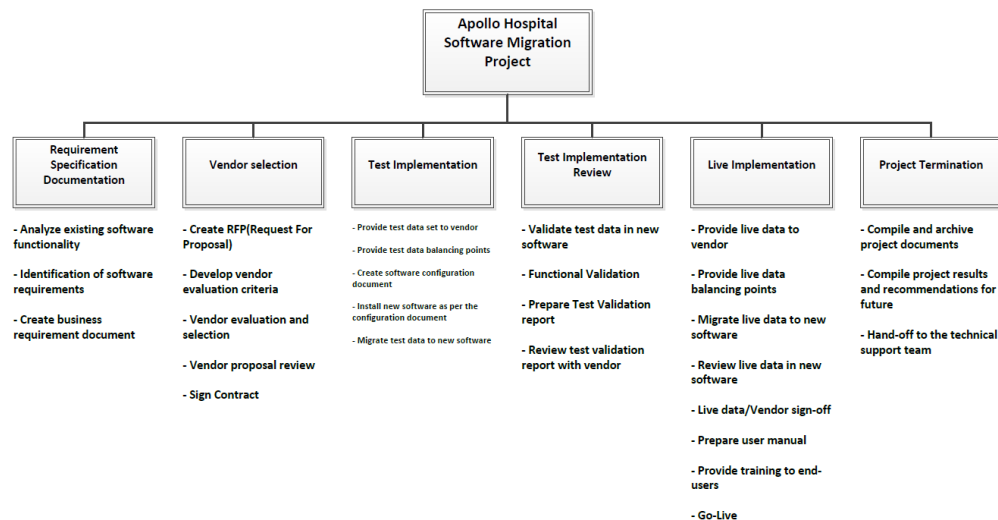 Apollo Hospital
Software Migration
Project
Requirement
Specification
Documentation
- Analyze existing software
functionality
- Identification of software
requirements
- Create business
requirement document
Vendor selection
- Create RFP(Request For
Proposal)
- Develop vendor
evaluation criteria
- Vendor evaluation and
selection
- Vendor proposal review
- Sign Contract
Test Implementation
- Provide test data set to vendor
- Provide test data balancing points
- Create software configuration
document
- Install new software as per the
configuration document
- Migrate test data to new software
Test Implementation
Review
- Validate test data in new
software
- Functional Validation
- Prepare Test Validation
report
- Review test validation
report with vendor
Live Implementation
- Provide live data to
vendor
- Provide live data
balancing points
- Migrate live data to new
software
- Review live data in new
software
- Live data/Vendor sign-off
- Prepare user manual
- Provide training to end-
users
- Go-Live
Project Termination
- Compile and archive
project documents
- Compile project results
and recommendations for
future
- Hand-off to the technical
support team